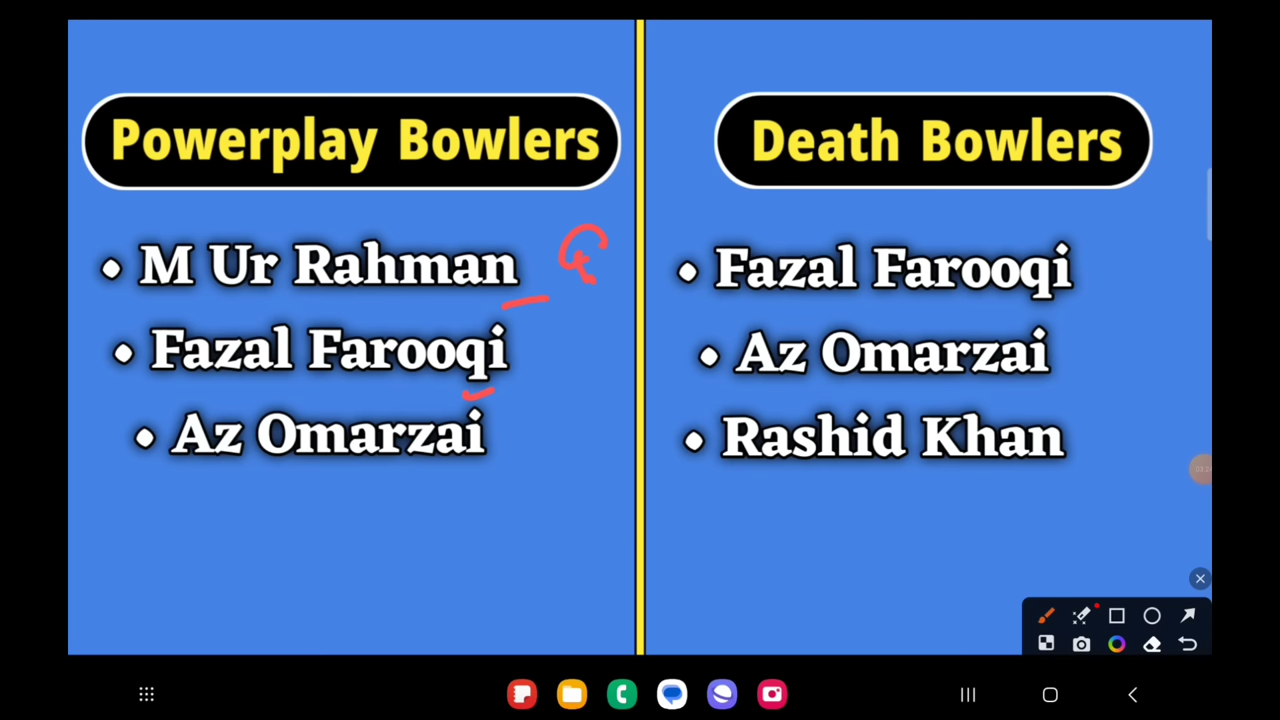 Powerplay Bowlers
• M Ur Rahman
• Fazal Farooqi
• Az Omarzai
Death Bowlers
• Fazal Farooqi
• Az Omarzai
• Rashid Khan